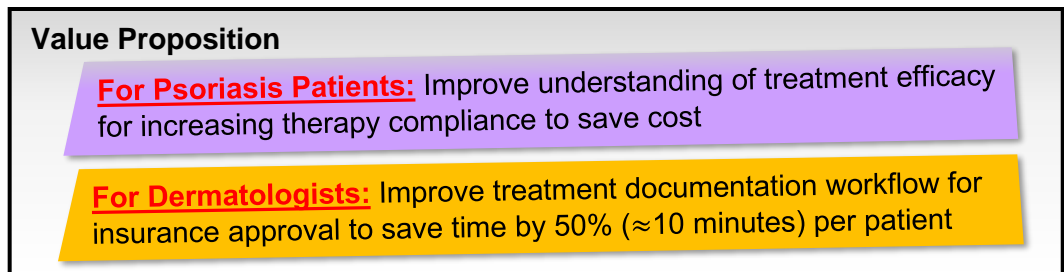 Value Proposition
For Psoriasis Patients: Improve understanding of treatment efficacy
for increasing therapy compliance to save cost
For Dermatologists: Improve treatment documentation workflow for
insurance approval to save time by 50% (≈10 minutes) per patient